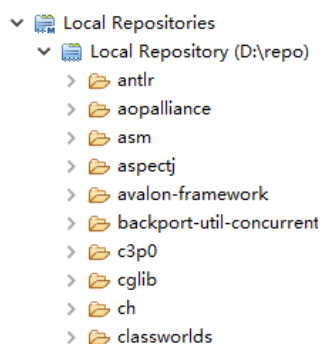 Local Repositories
Local Repository (D:\repo)
antlr
aopalliance
asm
aspectj
avalon-framework
backport-util-concurrent
c3p0
cglib
ch
classworlds